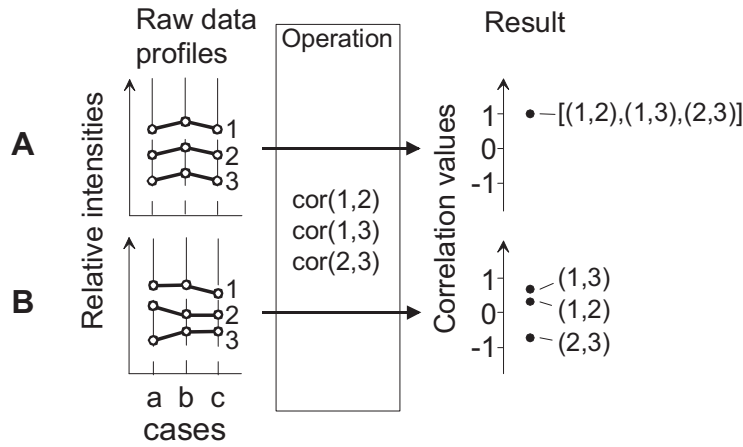 Raw data
profiles
Operation
Result
A
Relative intensities
1
2
3
cor(1,2)
cor(1,3)
cor(2,3)
Correlation values
1
0
-1
[(1,2),(1,3),(2,3)]
B
1
2
3
a b c
cases
1
0
-1
(1,3)
(1,2)
(2,3)